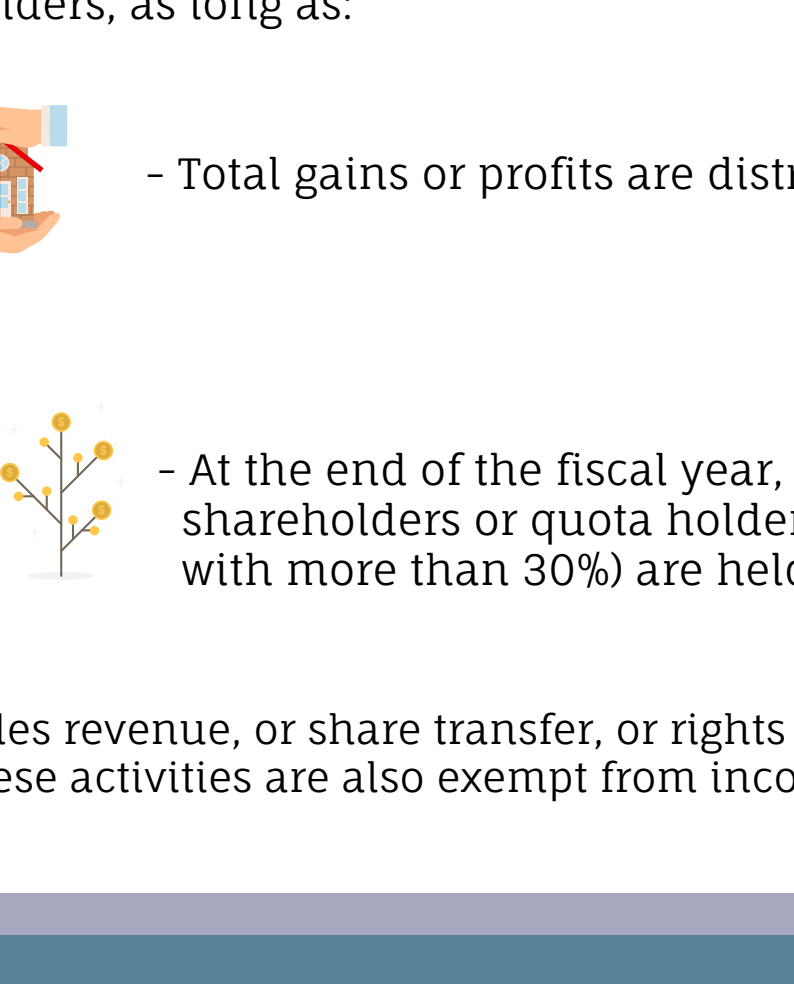 lders, as long as:
- Total gains or profits are distr
- At the end of the fiscal year,
shareholders or quota holder
with more than 30%) are held
les revenue, or share transfer, or rights
ese activities are also exempt from inco